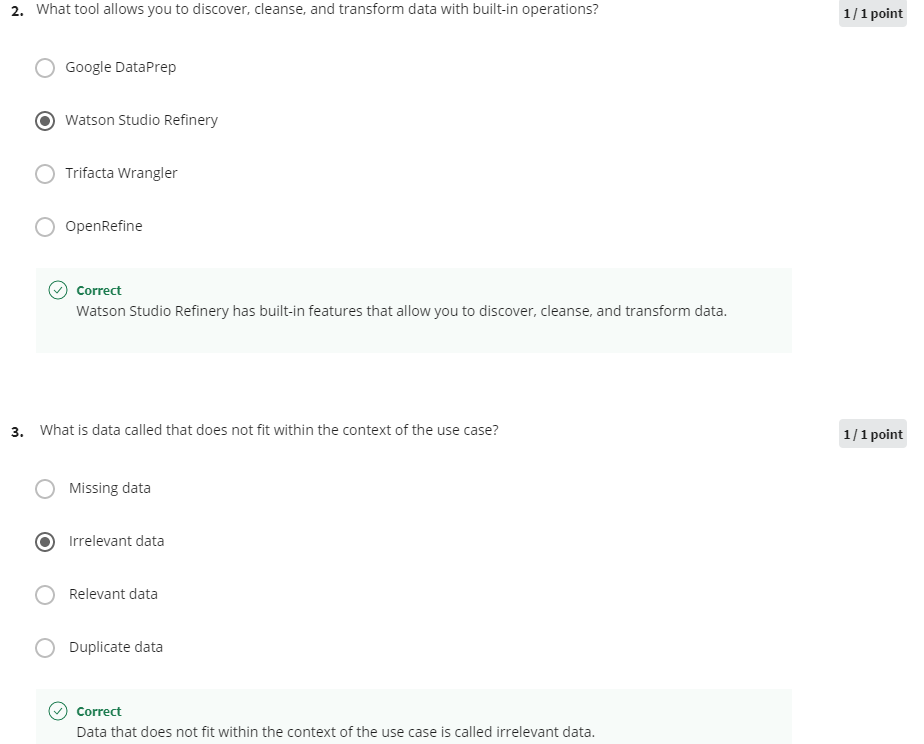 2. What tool allows you to discover, cleanse, and transform data with built-in operations?
1 / 1 point
Google DataPrep
Watson Studio Refinery
Trifacta Wrangler
OpenRefine
Correct
Watson Studio Refinery has built-in features that allow you to discover, cleanse, and transform data.
3. What is data called that does not fit within the context of the use case?
1 / 1 point
Missing data
Irrelevant data
Relevant data
Duplicate data
Correct
Data that does not fit within the context of the use case is called irrelevant data.